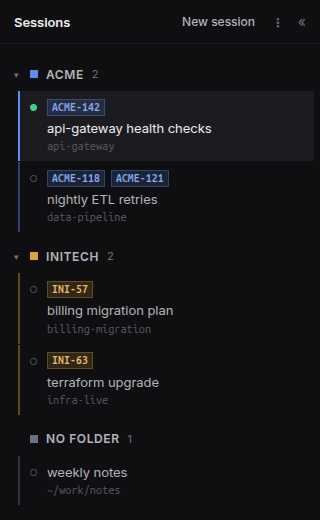 Sessions New session ⋮ «
▾ ACME 2
ACME-142
api-gateway health checks
api-gateway
ACME-118 ACME-121
nightly ETL retries
data-pipeline
▾ INITECH 2
INI-57
billing migration plan
billing-migration
INI-63
terraform upgrade
infra-live
NO FOLDER 1
weekly notes
~/work/notes